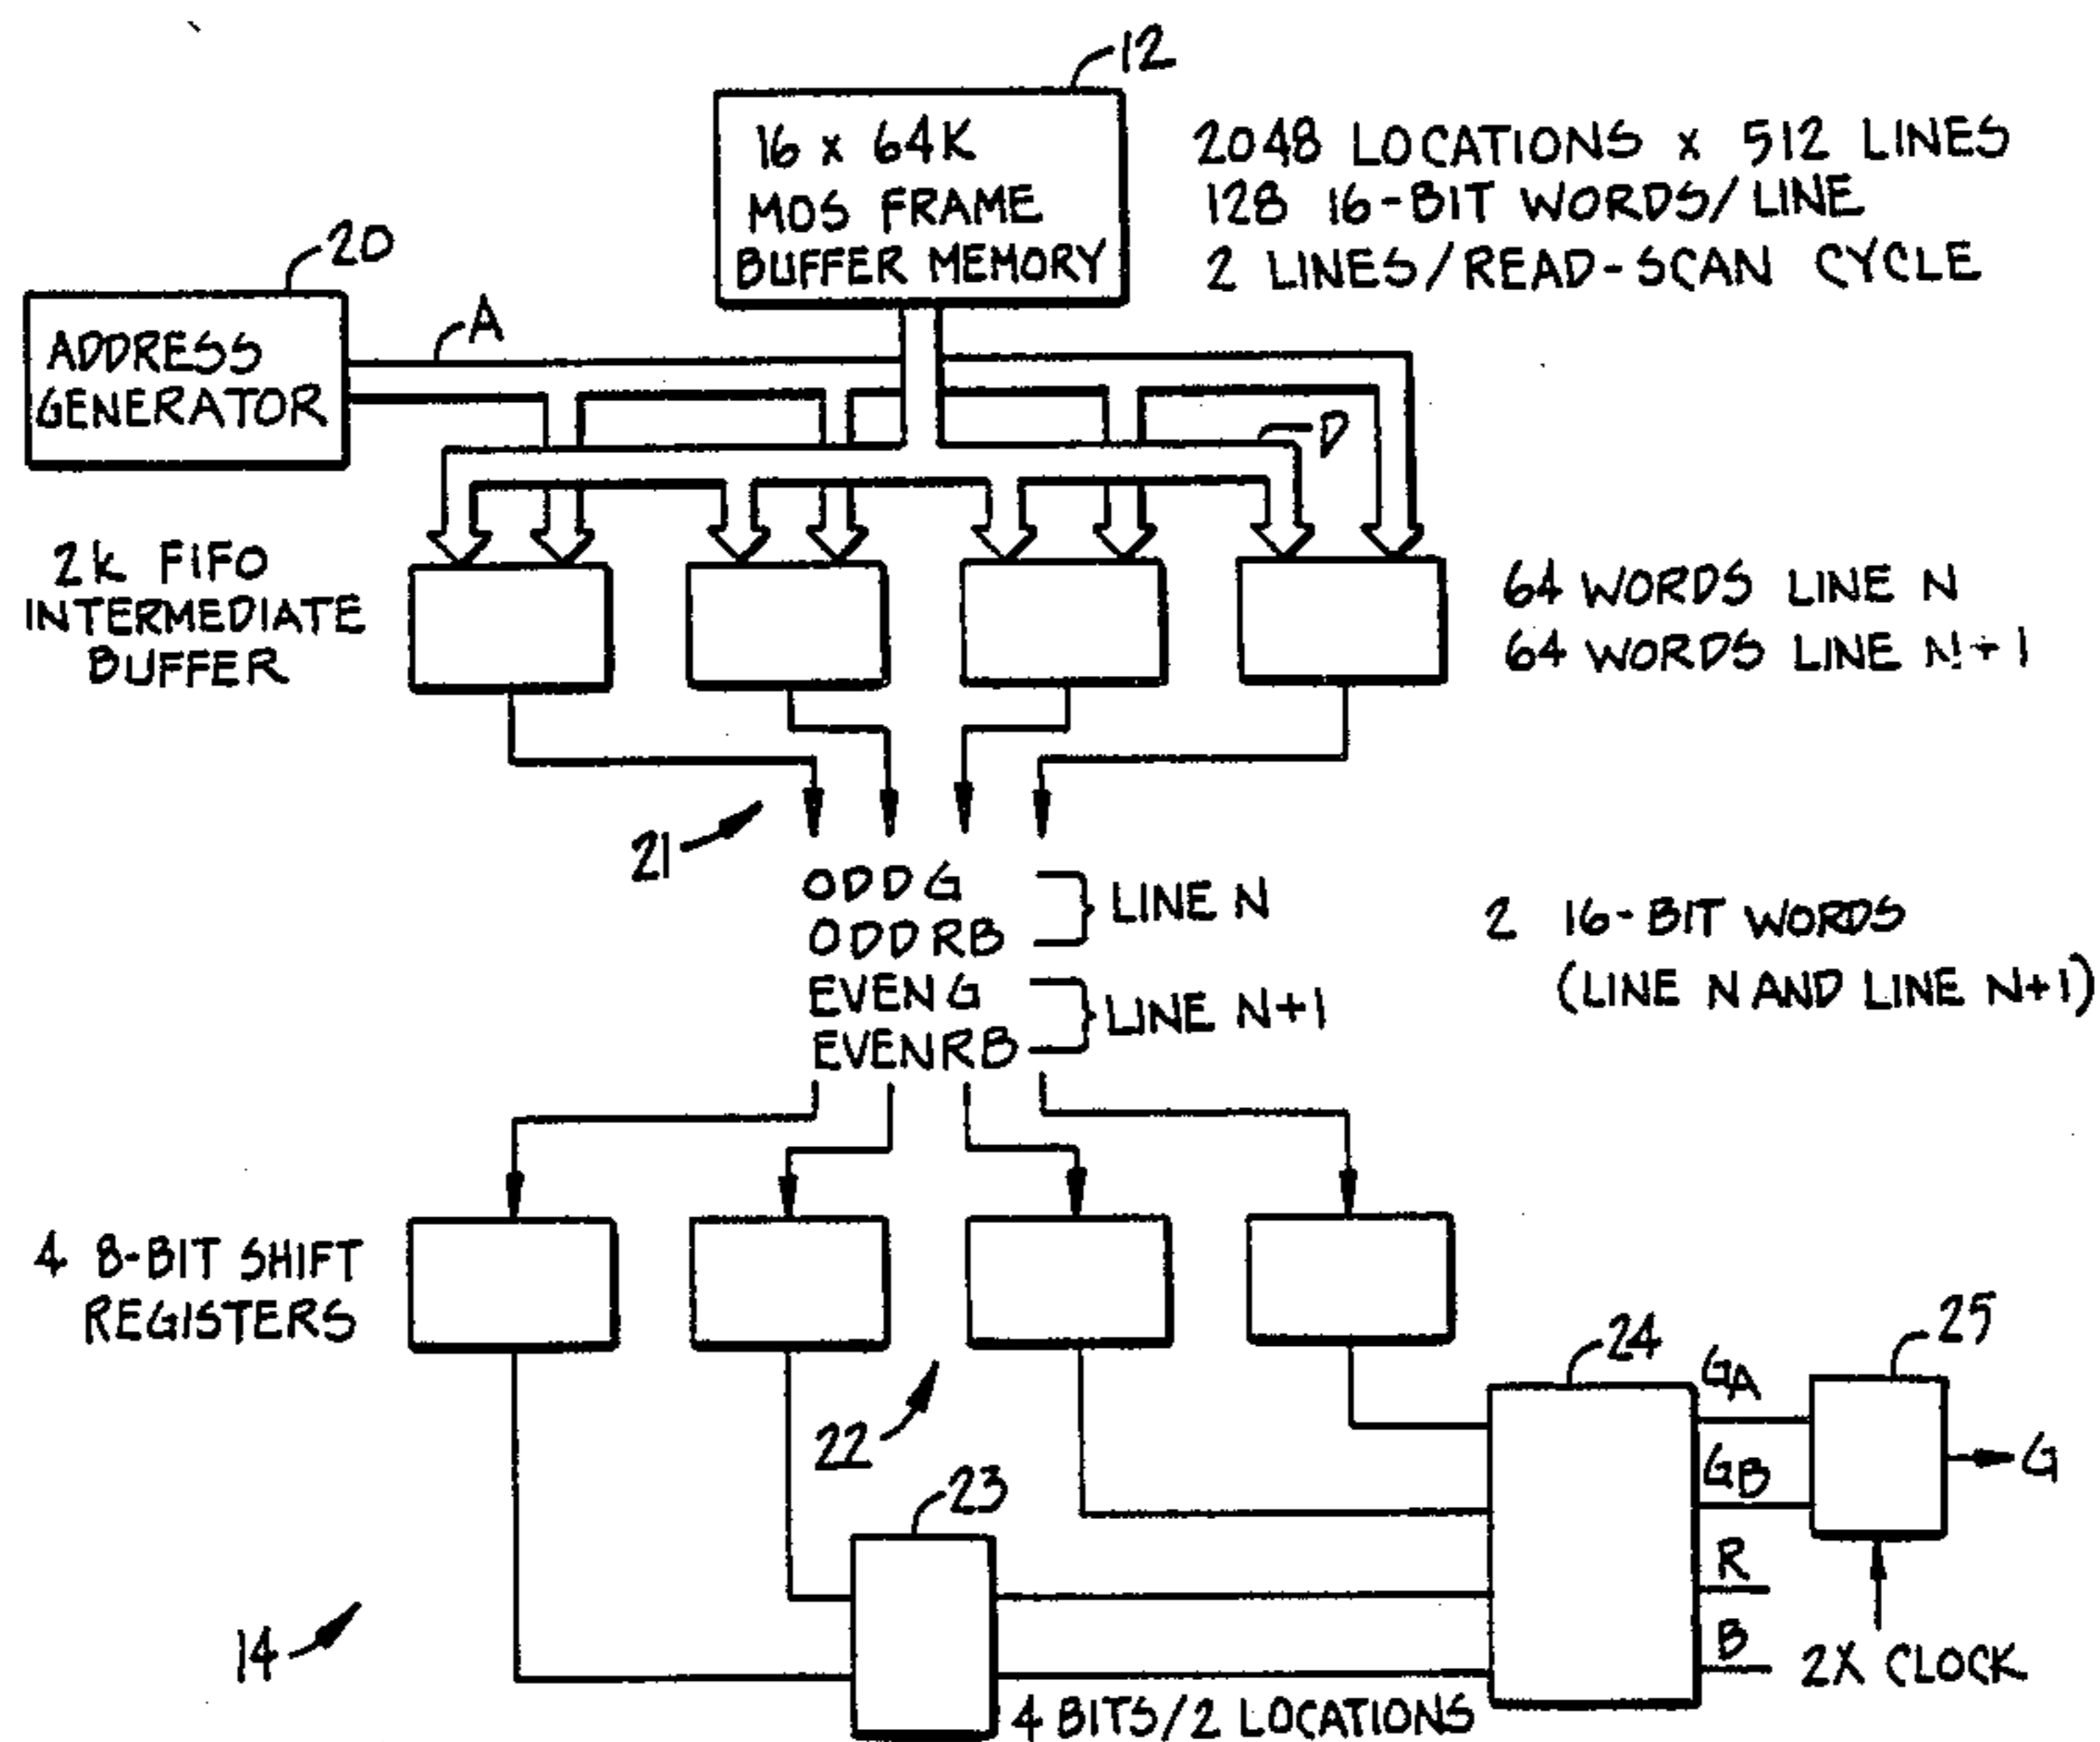 12
16 x 64K
MOS FRAME
BUFFER MEMORY
2048 LOCATIONS x 512 LINES
128 16-BIT WORDS/LINE
2 LINES/READ-SCAN CYCLE
20
ADDRESS
GENERATOR
A
D
2k FIFO
INTERMEDIATE
BUFFER
64 WORDS LINE N
64 WORDS LINE N+1
21
ODDG
ODDRB
LINE N
EVENG
EVENRB
LINE N+1
2 16-BIT WORDS
(LINE N AND LINE N+1)
4 8-BIT SHIFT
REGISTERS
22
23
24
25
GA
GB
R
B
G
2X CLOCK
14
4 BITS/2 LOCATIONS